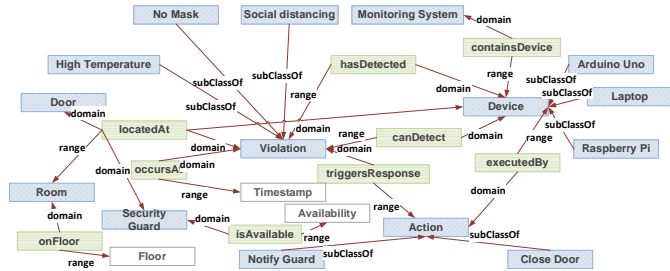 No Mask
Social distancing
Monitoring System
domain
containsDevice
High Temperature
subClassOf
hasDetected
range
subClassOf
Arduino Uno
subClassOf
range
domain
subClassOf
Laptop
Door
domain
subClassOf
Device
locatedAt
range
canDetect
domain
range
subClassOf
Raspberry Pi
range
domain
Violation
domain
executedBy
occursA
domain
triggersResponse
Room
domain
range
Timestamp
range
domain
domain
Security
Guard
domain
Availability
onFloor
isAvailable
range
Action
range
Floor
subClassOf
subClassOf
Notify Guard
Close Door